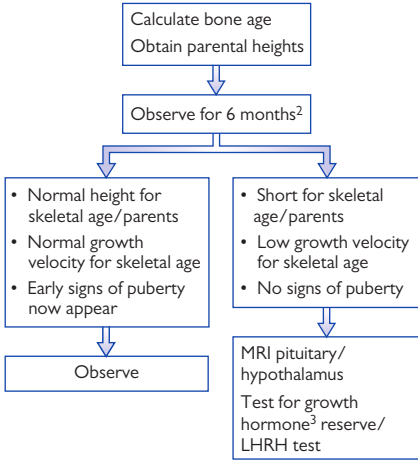 Calculate bone age
Obtain parental heights
Observe for 6 months²
• Normal height for
skeletal age/parents
• Normal growth
velocity for skeletal age
• Early signs of puberty
now appear
• Short for skeletal
age/parents
• Low growth velocity
for skeletal age
• No signs of puberty
Observe
MRI pituitary/
hypothalamus
Test for growth
hormone³ reserve/
LHRH test